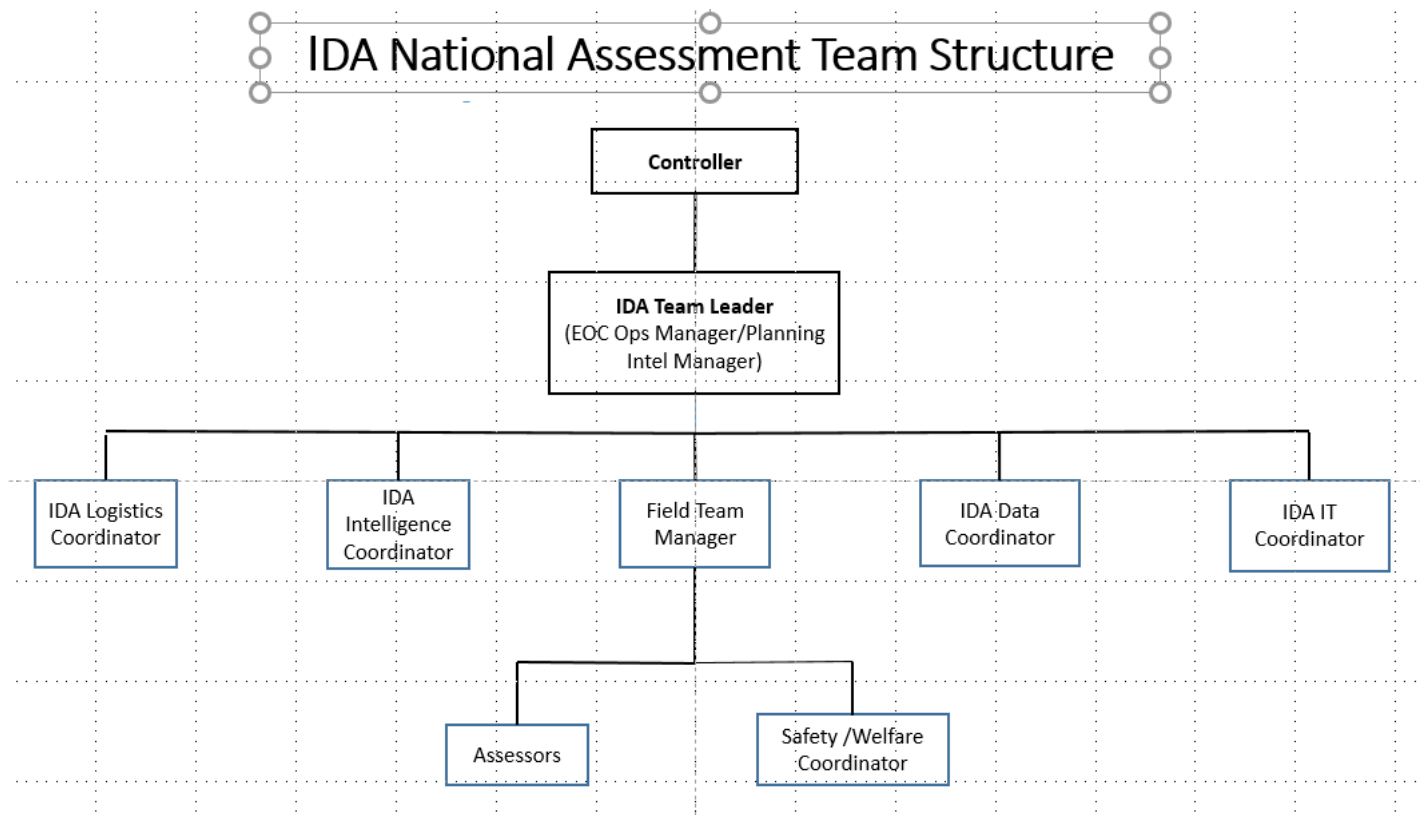 IDA National Assessment Team Structure
Controller
IDA Team Leader
(EOC Ops Manager/Planning
Intel Manager)
IDA Logistics
Coordinator
IDA
Intelligence
Coordinator
Field Team
Manager
IDA Data
Coordinator
IDA IT
Coordinator
Assessors
Safety /Welfare
Coordinator